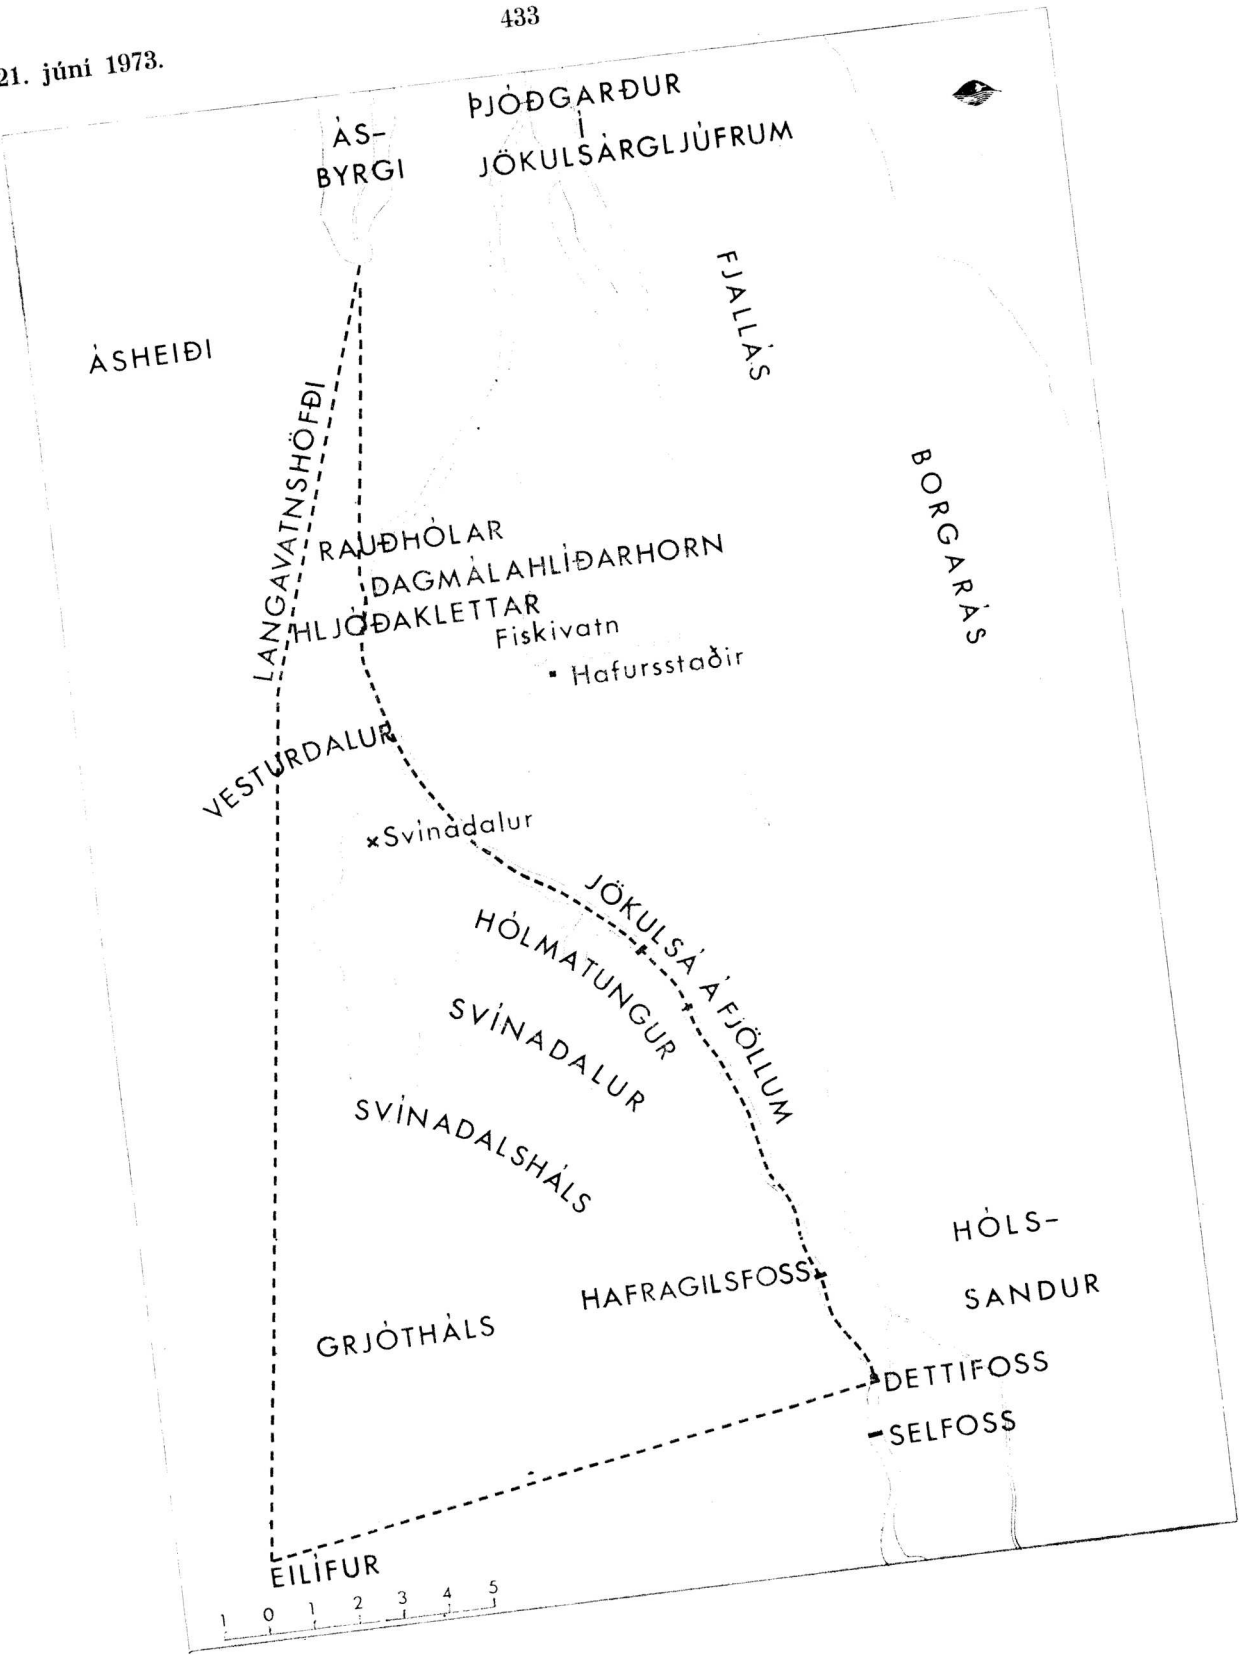 433
21. júní 1973.
ÞJÓÐGARÐUR
Í
JÖKULSÁRGLJÚFRUM
ÁS-
BYRGI
FJALLÁS
ÁSHEIÐI
LANGAVATNSHÖFÐI
BORGARÁS
RAUÐHÓLAR
DAGMÁLAHLÍÐARHORN
HLJÓÐAKLETTAR
Fiskivatn
Hafursstaðir
VESTURDALUR
Svínadalur
JÖKULSÁ Á FJÖLLUM
HÓLMATUNGUR
SVÍNADALUR
SVÍNADALSHÁLS
HÓLS-
SANDUR
HAFRAGILSFOSS
GRJÓTHÁLS
DETTIFOSS
SELFOSS
EILÍFUR
1 0 1 2 3 4 5